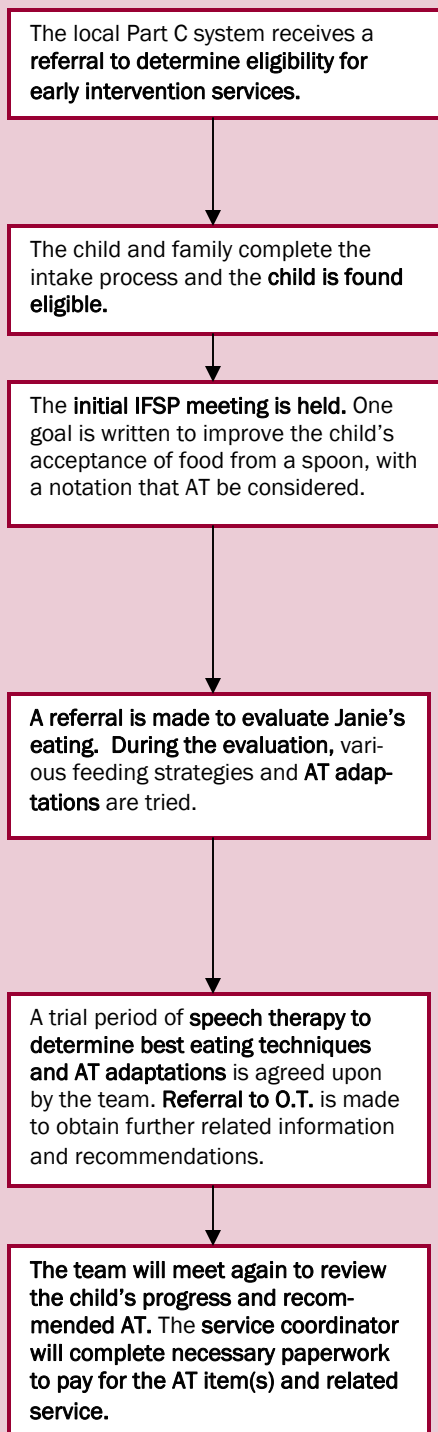 The local Part C system receives a
referral to determine eligibility for
early intervention services.
The child and family complete the
intake process and the child is found
eligible.
The initial IFSP meeting is held. One
goal is written to improve the child’s
acceptance of food from a spoon, with
a notation that AT be considered.
A referral is made to evaluate Janie’s
eating.  During the evaluation, vari-
ous feeding strategies and AT adap-
tations are tried.
A trial period of speech therapy to
determine best eating techniques
and AT adaptations is agreed upon
by the team. Referral to O.T. is made
to obtain further related information
and recommendations.
The team will meet again to review
the child’s progress and recom-
mended AT. The service coordinator
will complete necessary paperwork
to pay for the AT item(s) and related
service.